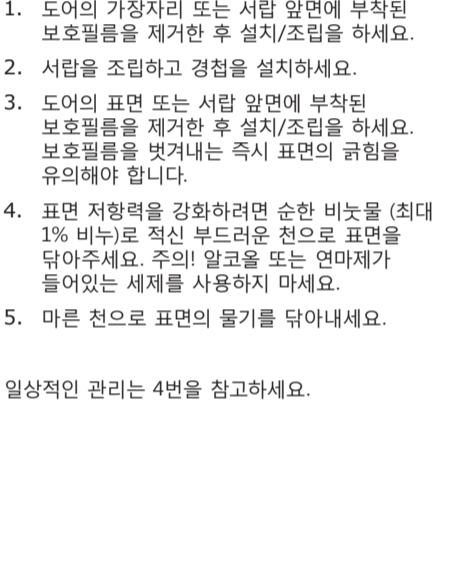 1. 도어의 가장자리 또는 서랍 앞면에 부착된
보호필름을 제거한 후 설치/조립을 하세요.
2. 서랍을 조립하고 경첩을 설치하세요.
3. 도어의 표면 또는 서랍 앞면에 부착된
보호필름을 제거한 후 설치/조립을 하세요.
보호필름을 벗겨내는 즉시 표면의 긁힘을
유의해야 합니다.
4. 표면 저항력을 강화하려면 순한 비눗물 (최대
1% 비누)로 적신 부드러운 천으로 표면을
닦아주세요. 주의! 알코올 또는 연마제가
들어있는 세제를 사용하지 마세요.
5. 마른 천으로 표면의 물기를 닦아내세요.
일상적인 관리는 4번을 참고하세요.